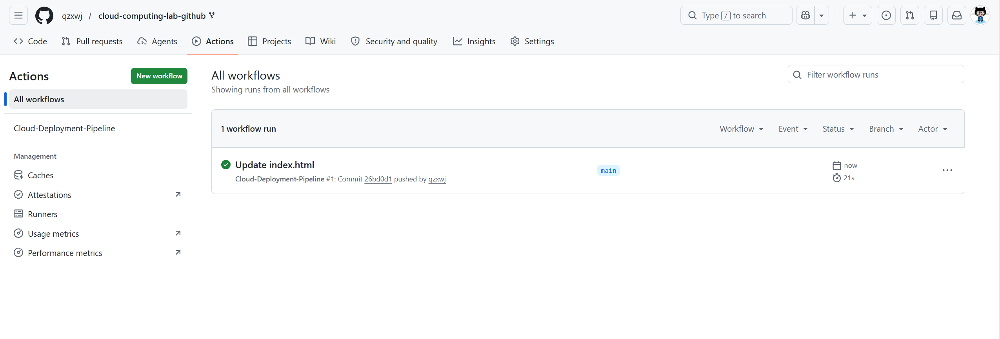 qzxwj / cloud-computing-lab-github
Type / to search
Code Pull requests Agents Actions Projects Wiki Security and quality Insights Settings
Actions
New workflow
All workflows
Cloud-Deployment-Pipeline
Management
Caches
Attestations
Runners
Usage metrics
Performance metrics
All workflows
Showing runs from all workflows
Filter workflow runs
1 workflow run
Workflow Event Status Branch Actor
Update index.html
Cloud-Deployment-Pipeline #1: Commit 26bd0d1 pushed by qzxwj
main
now
21s